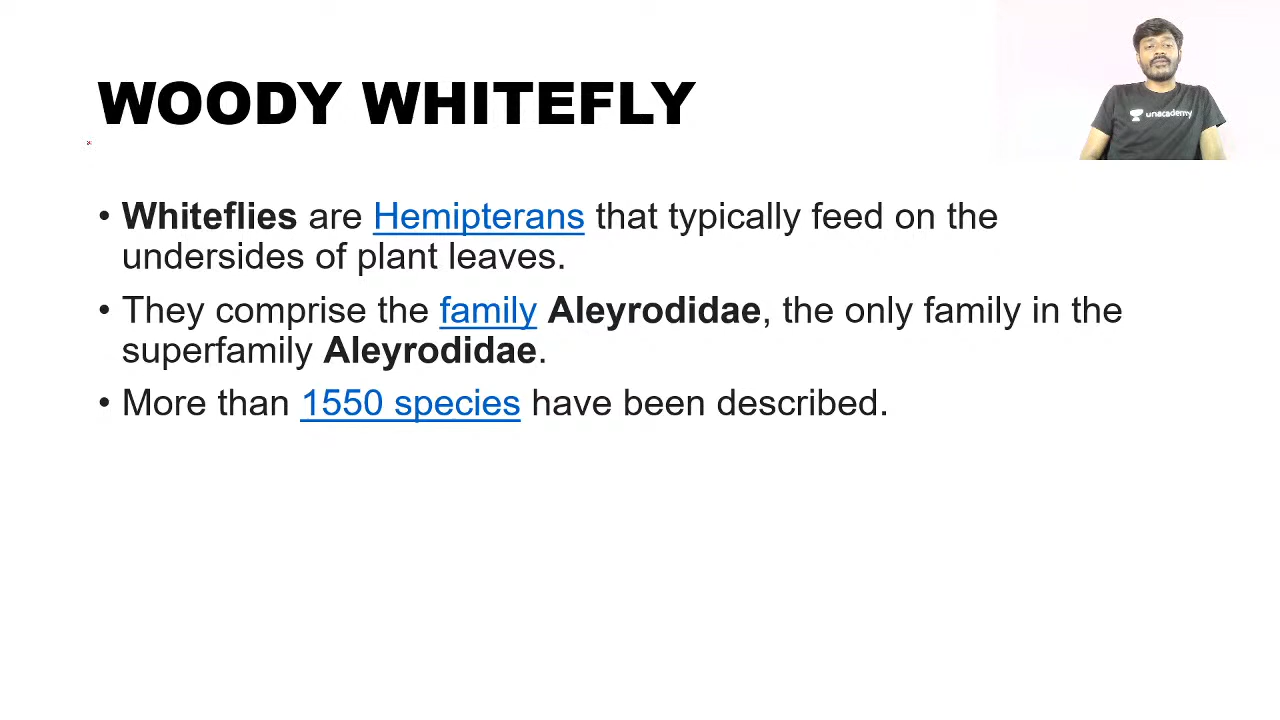 WOODY WHITEFLY
unacademy
• Whiteflies are Hemipterans that typically feed on the
undersides of plant leaves.
• They comprise the family Aleyrodidae, the only family in the
superfamily Aleyrodidae.
• More than 1550 species have been described.